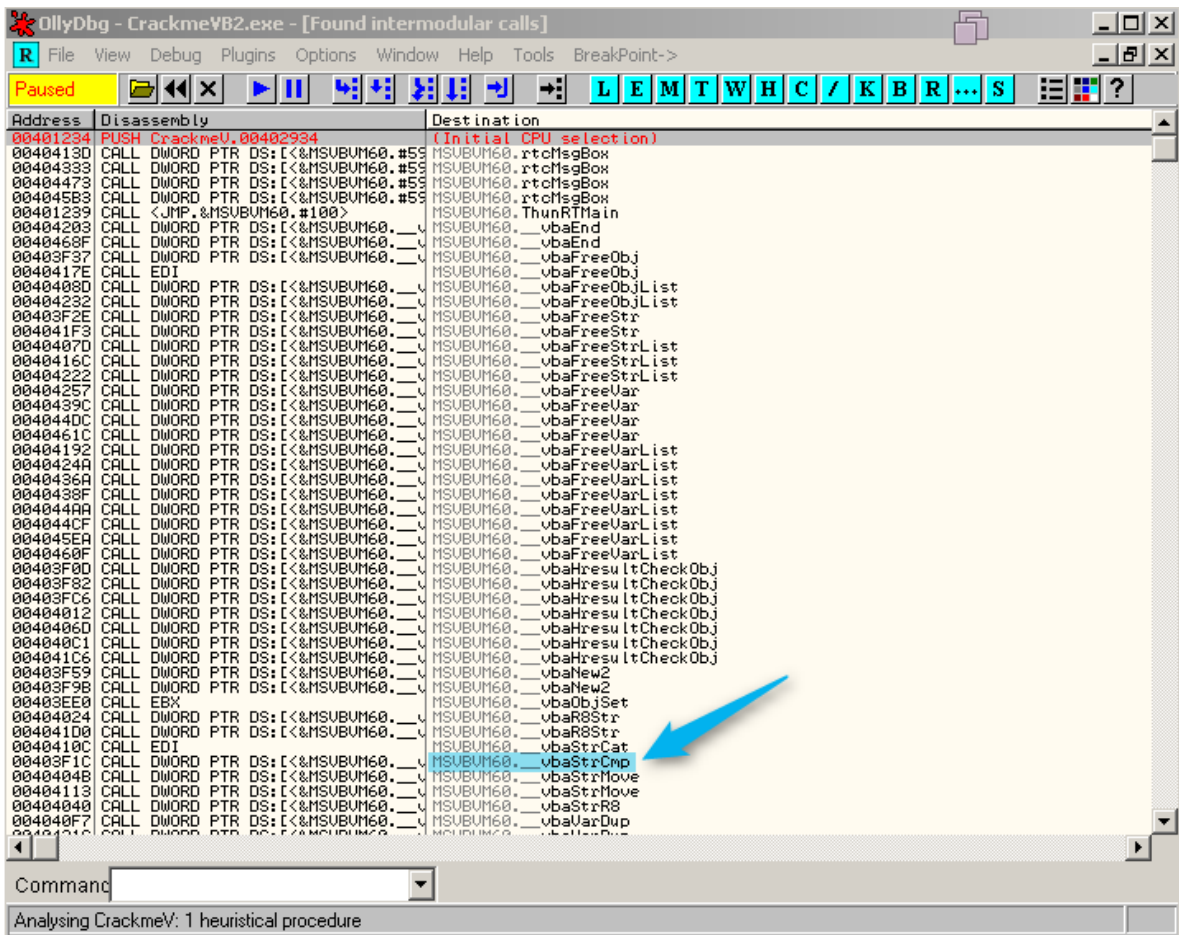 OllyDbg - CrackmeVB2.exe - [Found intermodular calls]
R File View Debug Plugins Options Window Help Tools BreakPoint->
Paused L E M T W H C / K B R ... S ?
Address Disassembly Destination
00401234 PUSH CrackmeV.00402934 (Initial CPU selection)
0040413D CALL DWORD PTR DS:[<&MSVBVM60.#59 MSVBVM60.rtcMsgBox
00404333 CALL DWORD PTR DS:[<&MSVBVM60.#59 MSVBVM60.rtcMsgBox
00404473 CALL DWORD PTR DS:[<&MSVBVM60.#59 MSVBVM60.rtcMsgBox
004045B3 CALL DWORD PTR DS:[<&MSVBVM60.#59 MSVBVM60.rtcMsgBox
00401239 CALL <JMP.&MSVBVM60.#100> MSVBVM60.ThunRTMain
00404203 CALL DWORD PTR DS:[<&MSVBVM60.__v MSVBVM60.__vbaEnd
0040468F CALL DWORD PTR DS:[<&MSVBVM60.__v MSVBVM60.__vbaEnd
00403F37 CALL DWORD PTR DS:[<&MSVBVM60.__v MSVBVM60.__vbaFreeObj
0040417E CALL EDI MSVBVM60.__vbaFreeObj
0040408D CALL DWORD PTR DS:[<&MSVBVM60.__v MSVBVM60.__vbaFreeObjList
00404232 CALL DWORD PTR DS:[<&MSVBVM60.__v MSVBVM60.__vbaFreeObjList
00403F2E CALL DWORD PTR DS:[<&MSVBVM60.__v MSVBVM60.__vbaFreeStr
004041F3 CALL DWORD PTR DS:[<&MSVBVM60.__v MSVBVM60.__vbaFreeStr
0040407D CALL DWORD PTR DS:[<&MSVBVM60.__v MSVBVM60.__vbaFreeStrList
0040416C CALL DWORD PTR DS:[<&MSVBVM60.__v MSVBVM60.__vbaFreeStrList
00404222 CALL DWORD PTR DS:[<&MSVBVM60.__v MSVBVM60.__vbaFreeStrList
00404257 CALL DWORD PTR DS:[<&MSVBVM60.__v MSVBVM60.__vbaFreeVar
0040439C CALL DWORD PTR DS:[<&MSVBVM60.__v MSVBVM60.__vbaFreeVar
004044DC CALL DWORD PTR DS:[<&MSVBVM60.__v MSVBVM60.__vbaFreeVar
0040461C CALL DWORD PTR DS:[<&MSVBVM60.__v MSVBVM60.__vbaFreeVar
00404192 CALL DWORD PTR DS:[<&MSVBVM60.__v MSVBVM60.__vbaFreeVarList
0040424A CALL DWORD PTR DS:[<&MSVBVM60.__v MSVBVM60.__vbaFreeVarList
0040436A CALL DWORD PTR DS:[<&MSVBVM60.__v MSVBVM60.__vbaFreeVarList
0040438F CALL DWORD PTR DS:[<&MSVBVM60.__v MSVBVM60.__vbaFreeVarList
004044AA CALL DWORD PTR DS:[<&MSVBVM60.__v MSVBVM60.__vbaFreeVarList
004044CF CALL DWORD PTR DS:[<&MSVBVM60.__v MSVBVM60.__vbaFreeVarList
004045EA CALL DWORD PTR DS:[<&MSVBVM60.__v MSVBVM60.__vbaFreeVarList
0040460F CALL DWORD PTR DS:[<&MSVBVM60.__v MSVBVM60.__vbaFreeVarList
00403F0D CALL DWORD PTR DS:[<&MSVBVM60.__v MSVBVM60.__vbaHresultCheckObj
00403F82 CALL DWORD PTR DS:[<&MSVBVM60.__v MSVBVM60.__vbaHresultCheckObj
00403FC6 CALL DWORD PTR DS:[<&MSVBVM60.__v MSVBVM60.__vbaHresultCheckObj
00404012 CALL DWORD PTR DS:[<&MSVBVM60.__v MSVBVM60.__vbaHresultCheckObj
0040406D CALL DWORD PTR DS:[<&MSVBVM60.__v MSVBVM60.__vbaHresultCheckObj
004040C1 CALL DWORD PTR DS:[<&MSVBVM60.__v MSVBVM60.__vbaHresultCheckObj
004041C6 CALL DWORD PTR DS:[<&MSVBVM60.__v MSVBVM60.__vbaHresultCheckObj
00403F59 CALL DWORD PTR DS:[<&MSVBVM60.__v MSVBVM60.__vbaNew2
00403F9B CALL DWORD PTR DS:[<&MSVBVM60.__v MSVBVM60.__vbaNew2
00403EE0 CALL EBX MSVBVM60.__vbaObjSet
00404024 CALL DWORD PTR DS:[<&MSVBVM60.__v MSVBVM60.__vbaR8Str
004041D0 CALL DWORD PTR DS:[<&MSVBVM60.__v MSVBVM60.__vbaR8Str
0040410C CALL EDI MSVBVM60.__vbaStrCat
00403F1C CALL DWORD PTR DS:[<&MSVBVM60.__v MSVBVM60.__vbaStrCmp
0040404B CALL DWORD PTR DS:[<&MSVBVM60.__v MSVBVM60.__vbaStrMove
00404113 CALL DWORD PTR DS:[<&MSVBVM60.__v MSVBVM60.__vbaStrMove
00404040 CALL DWORD PTR DS:[<&MSVBVM60.__v MSVBVM60.__vbaStrR8
004040F7 CALL DWORD PTR DS:[<&MSVBVM60.__v MSVBVM60.__vbaVarDup
Command
Analysing CrackmeV: 1 heuristical procedure